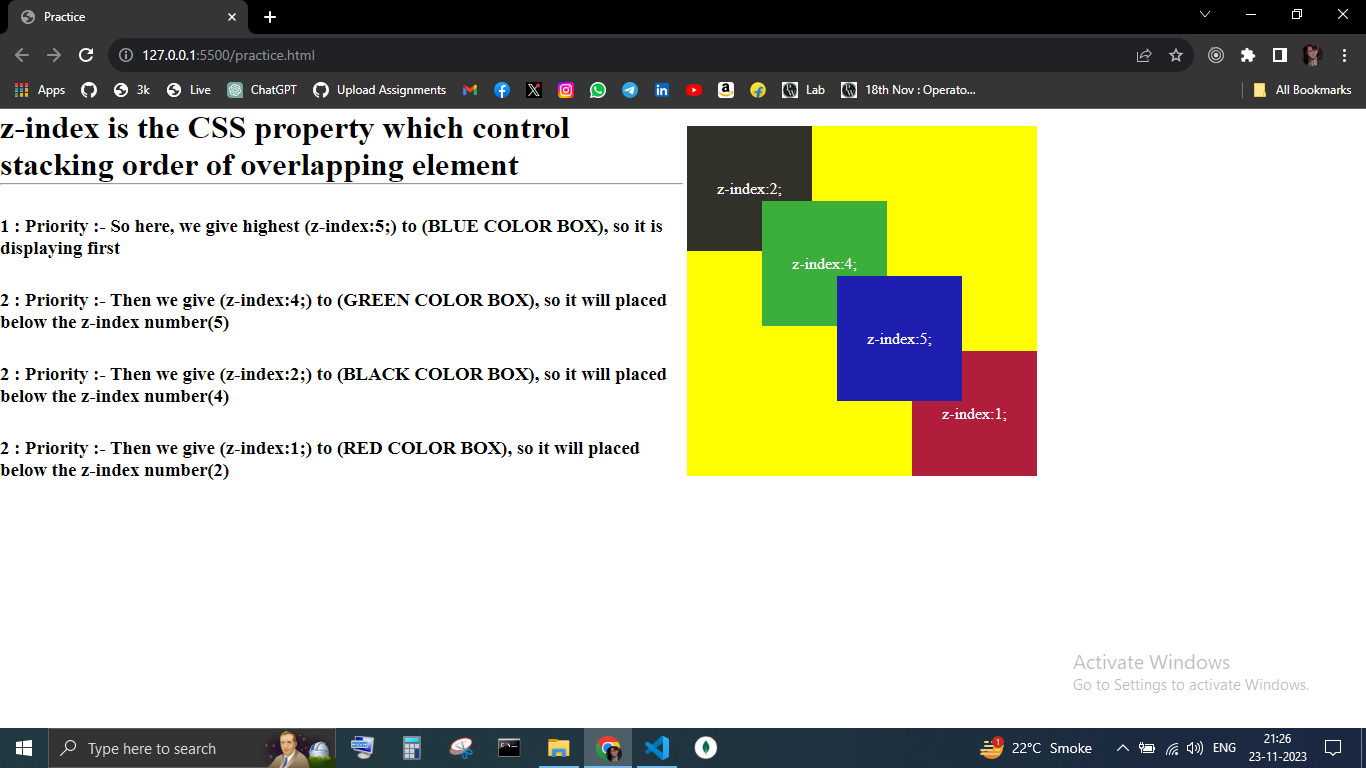 Practice
127.0.0.1:5500/practice.html
Apps
3k
Live
ChatGPT
Upload Assignments
Lab
18th Nov : Operato...
All Bookmarks
z-index is the CSS property which control
stacking order of overlapping element
1 : Priority :- So here, we give highest (z-index:5;) to (BLUE COLOR BOX), so it is
displaying first
2 : Priority :- Then we give (z-index:4;) to (GREEN COLOR BOX), so it will placed
below the z-index number(5)
2 : Priority :- Then we give (z-index:2;) to (BLACK COLOR BOX), so it will placed
below the z-index number(4)
2 : Priority :- Then we give (z-index:1;) to (RED COLOR BOX), so it will placed
below the z-index number(2)
z-index:2;
z-index:4;
z-index:5;
z-index:1;
Activate Windows
Go to Settings to activate Windows.
Type here to search
1
22°C Smoke
ENG
21:26
23-11-2023